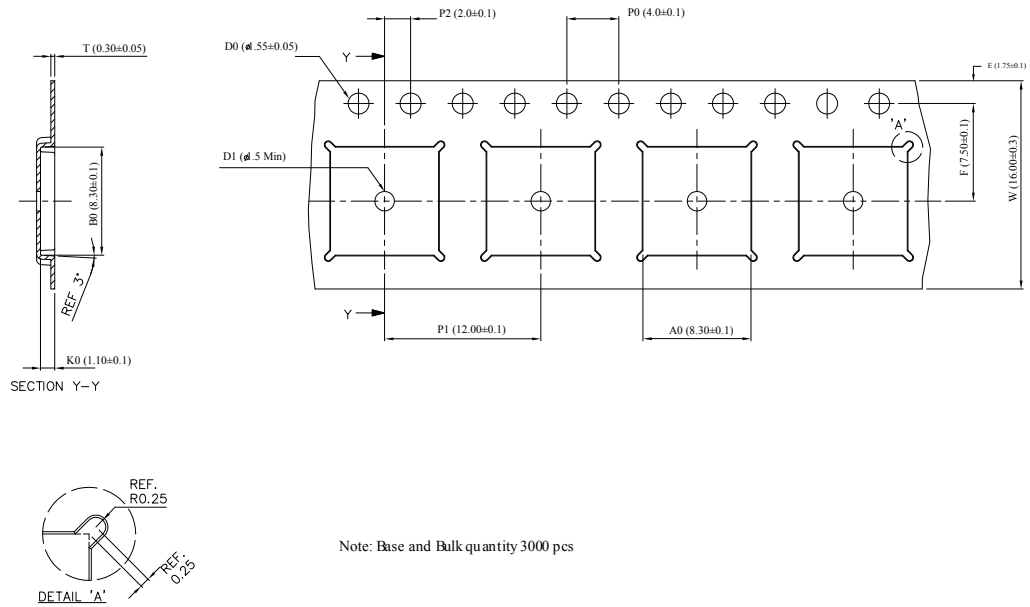 P2 (2.0±0.1)
P0 (4.0±0.1)
T (0.30±0.05)
D0 (ø1.55±0.05)
Y
E (1.75±0.1)
'A'
D1 (ø1.5 Min)
B0 (8.30±0.1)
F (7.50±0.1)
W (16.00±0.3)
REF 3°
Y
P1 (12.00±0.1)
A0 (8.30±0.1)
K0 (1.10±0.1)
SECTION Y-Y
REF.
R0.25
REF.
0.25
DETAIL 'A'
Note: Base and Bulk quantity 3000 pcs